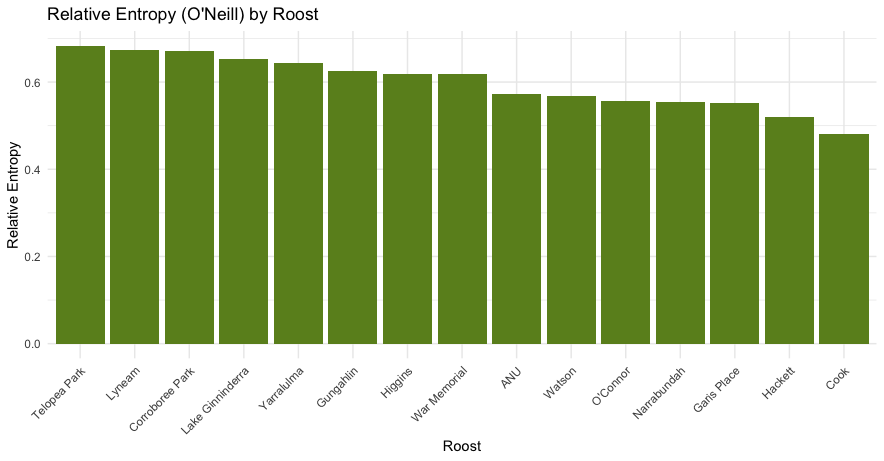 Relative Entropy (O'Neill) by Roost
Relative Entropy
0.6
0.4
0.2
0.0
Telopea Park
Lyneam
Corroboree Park
Lake Ginninderra
Yarralulma
Gungahlin
Higgins
War Memorial
ANU
Watson
O'Connor
Narrabundah
Garis Place
Hackett
Cook
Roost